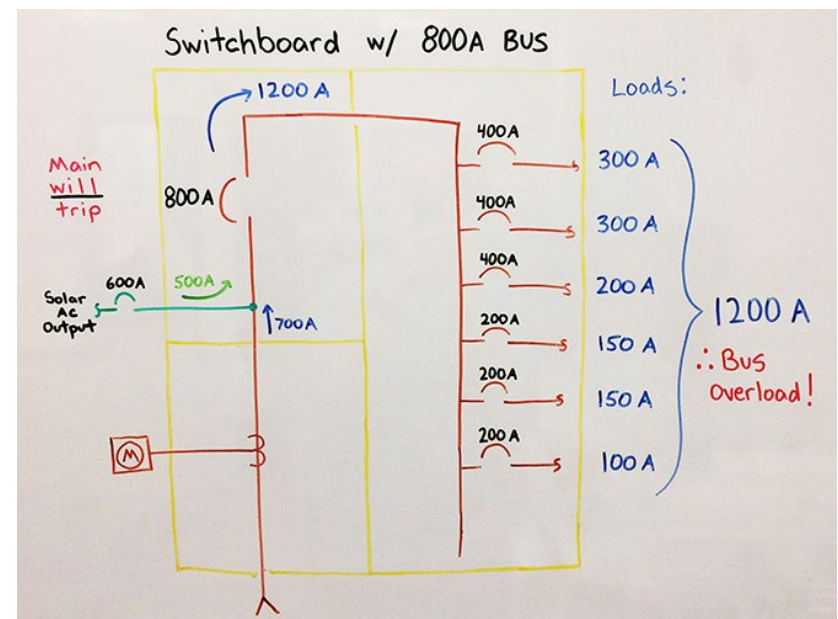 Switchboard w/ 800A Bus
1200 A
Loads:
Main
will
trip
800A
400A
300 A
400A
300 A
400A
200 A
200A
150 A
200A
150 A
200A
100 A
1200 A
∴ Bus
Overload!
600A
500A
Solar
AC
Output
700A
M